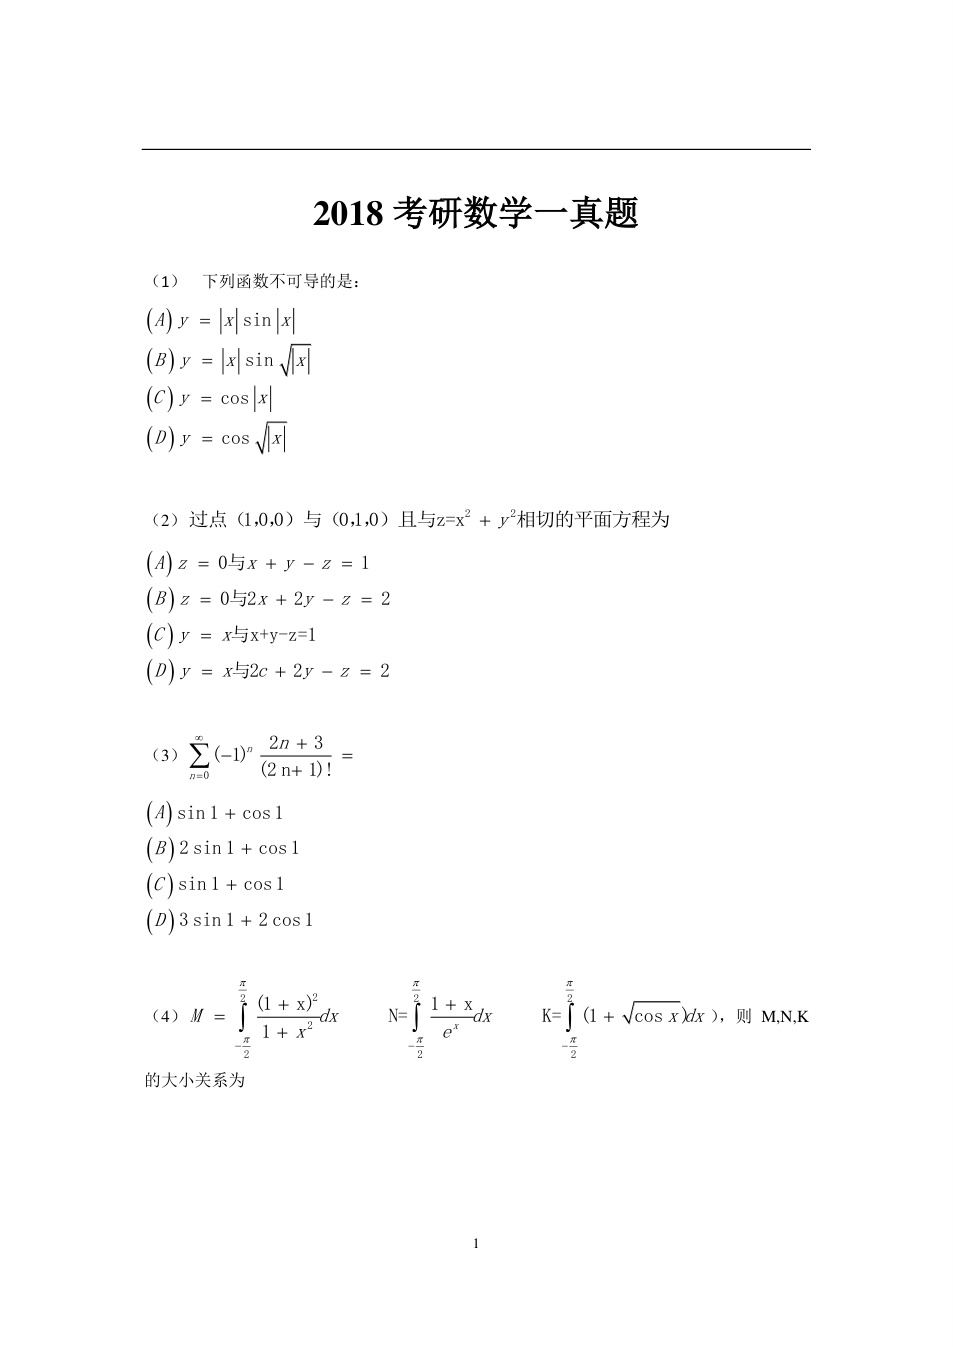 2018 考研数学一真题
（1） 下列函数不可导的是：
(A) y = |x| sin |x|
(B) y = |x| sin √|x|
(C) y = cos |x|
(D) y = cos √|x|
（2）过点（1,0,0）与（0,1,0）且与z=x² + y²相切的平面方程为
(A) z = 0与x + y − z = 1
(B) z = 0与2x + 2y − z = 2
(C) y = x与x+y-z=1
(D) y = x与2c + 2y − z = 2
（3）∑_{n=0}^{∞} (−1)ⁿ (2n + 3)/(2n+1)! =
(A) sin 1 + cos 1
(B) 2 sin 1 + cos 1
(C) sin 1 + cos 1
(D) 3 sin 1 + 2 cos 1
（4）M = ∫_{−π/2}^{π/2} (1 + x)²/(1 + x²) dx N=∫_{−π/2}^{π/2} (1 + x)/eˣ dx K=∫_{−π/2}^{π/2} (1 + √cos x)dx )，则 M,N,K
的大小关系为
1